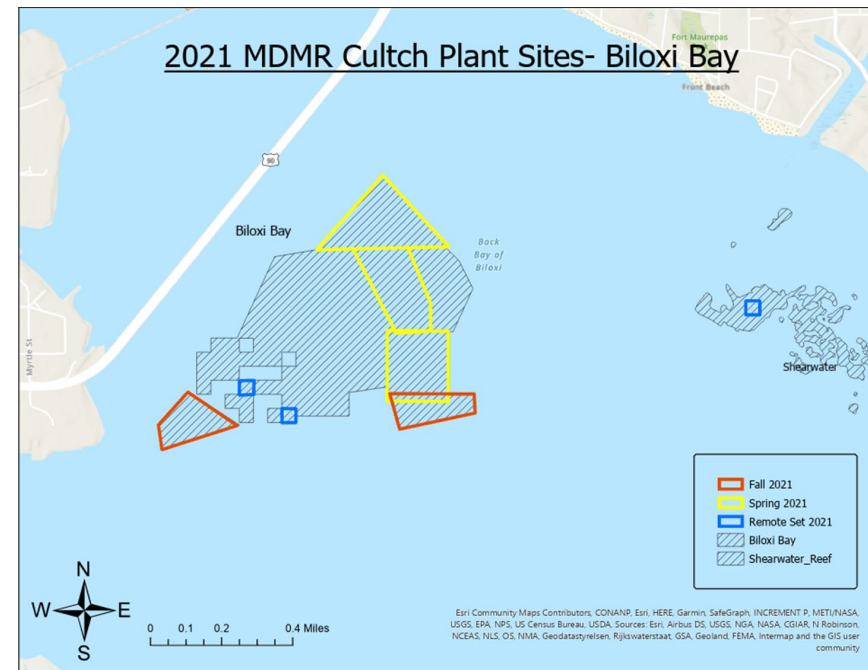 2021 MDMR Cultch Plant Sites- Biloxi Bay
Fort Maurepas
Front Beach
90
Biloxi Bay
Back
Bay of
Biloxi
Myrtle St
Shearwater
Fall 2021
Spring 2021
Remote Set 2021
Biloxi Bay
Shearwater_Reef
N
W
E
S
0 0.1 0.2 0.4 Miles
Esri Community Maps Contributors, CONANP, Esri, HERE, Garmin, SafeGraph, INCREMENT P, METI/NASA,
USGS, EPA, NPS, US Census Bureau, USDA, Sources: Esri, Airbus DS, USGS, NGA, NASA, CGIAR, N Robinson,
NCEAS, NLS, OS, NMA, Geodatastyrelsen, Rijkswaterstaat, GSA, Geoland, FEMA, Intermap and the GIS user
community